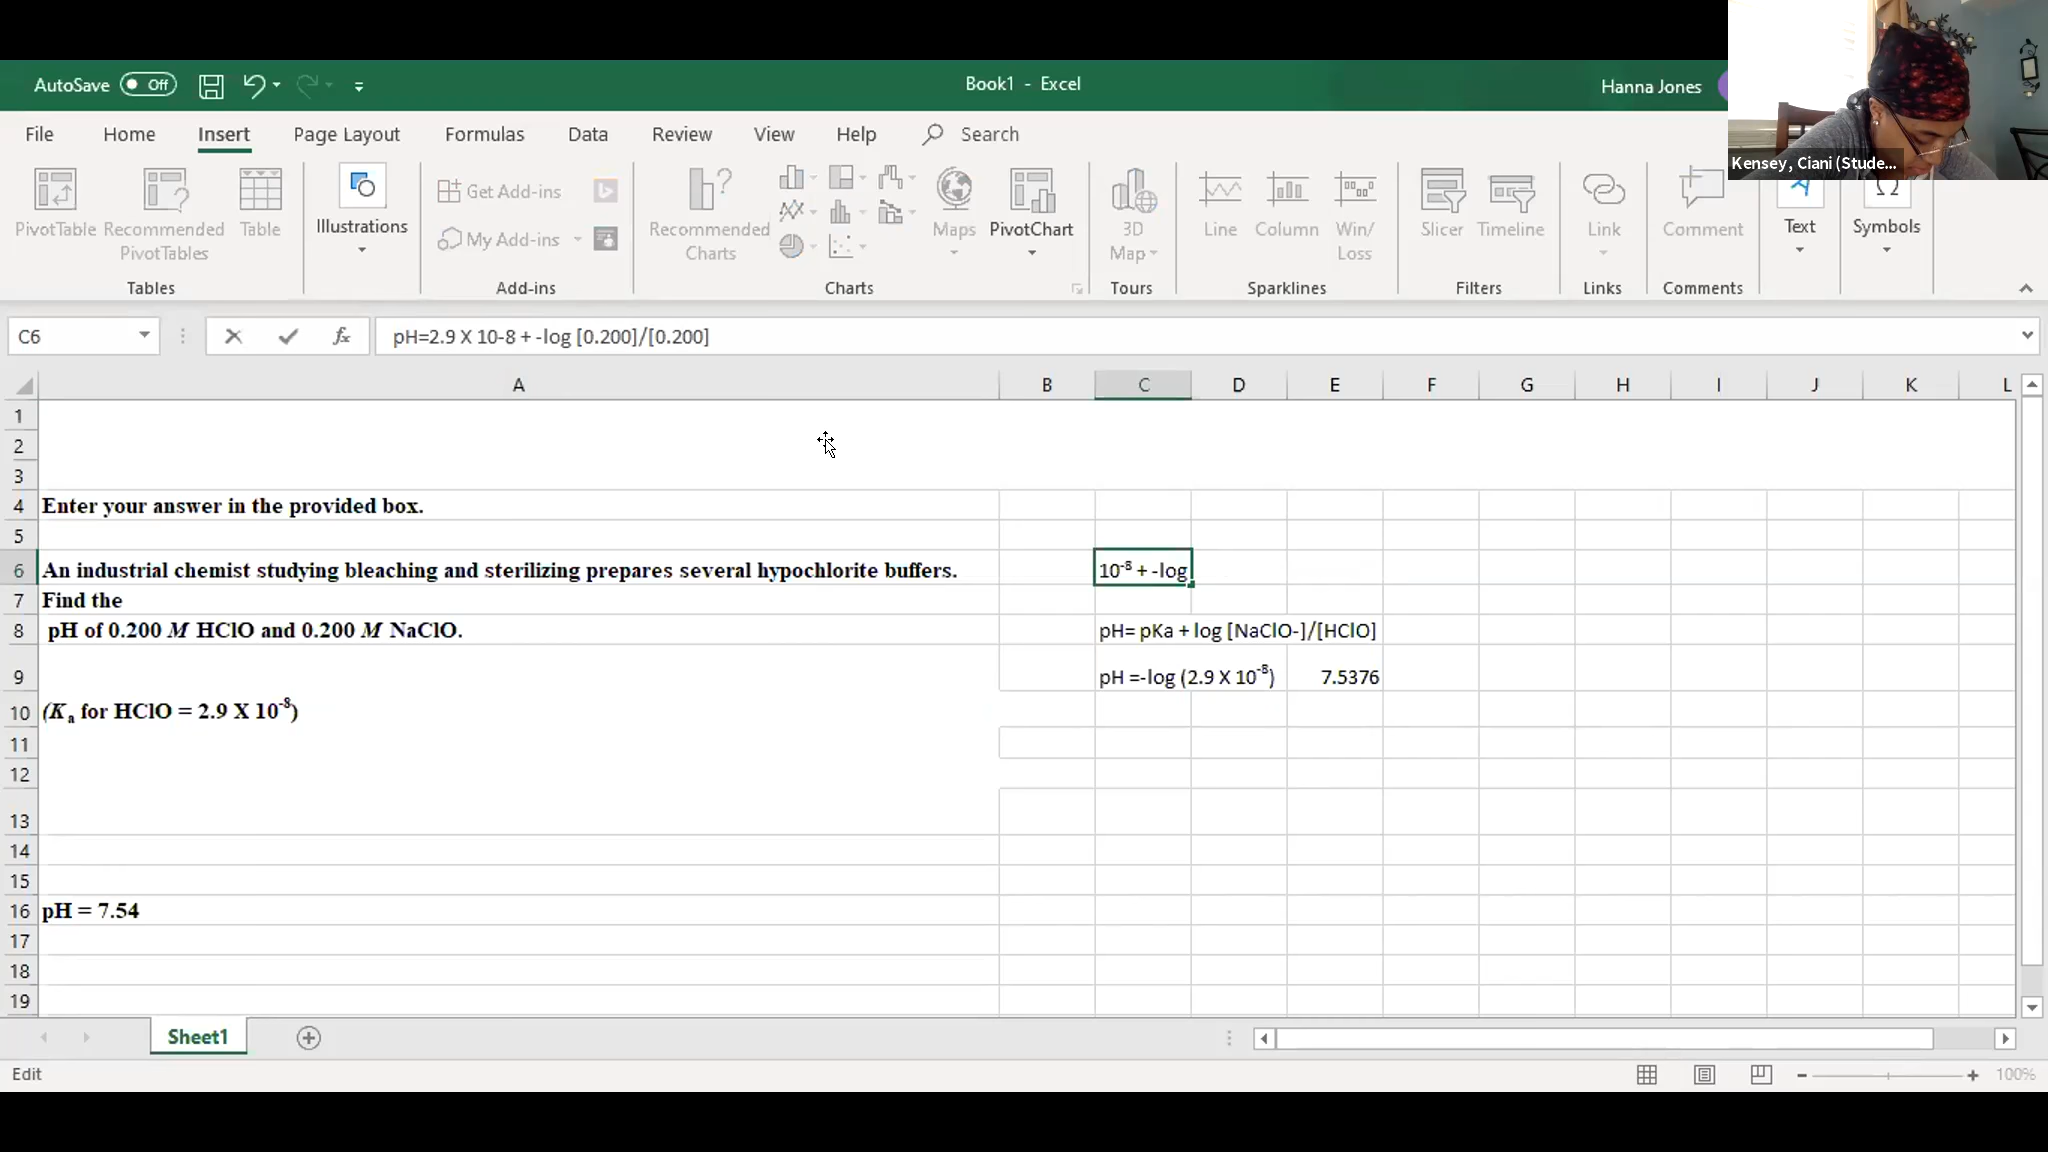 AutoSave Off
Book1 - Excel
Hanna Jones
File Home Insert Page Layout Formulas Data Review View Help Search
Kensey, Ciani (Stude...
PivotTable
Recommended PivotTables
Table
Tables
Illustrations
Get Add-ins
My Add-ins
Add-ins
Recommended Charts
Maps
PivotChart
Charts
3D Map
Tours
Line
Column
Win/ Loss
Sparklines
Slicer
Timeline
Filters
Link
Links
Comment
Comments
Text
Symbols
C6
fx
pH=2.9 X 10-8 + -log [0.200]/[0.200]
A B C D E F G H I J K L
1
2
3
4 Enter your answer in the provided box.
5
6 An industrial chemist studying bleaching and sterilizing prepares several hypochlorite buffers. 10⁻⁸ + -log
7 Find the
8 pH of 0.200 M HClO and 0.200 M NaClO. pH= pKa + log [NaClO-]/[HClO]
9 pH =-log (2.9 X 10⁻⁸) 7.5376
10 (Kₐ for HClO = 2.9 X 10⁻⁸)
11
12
13
14
15
16 pH = 7.54
17
18
19
Sheet1
Edit
100%